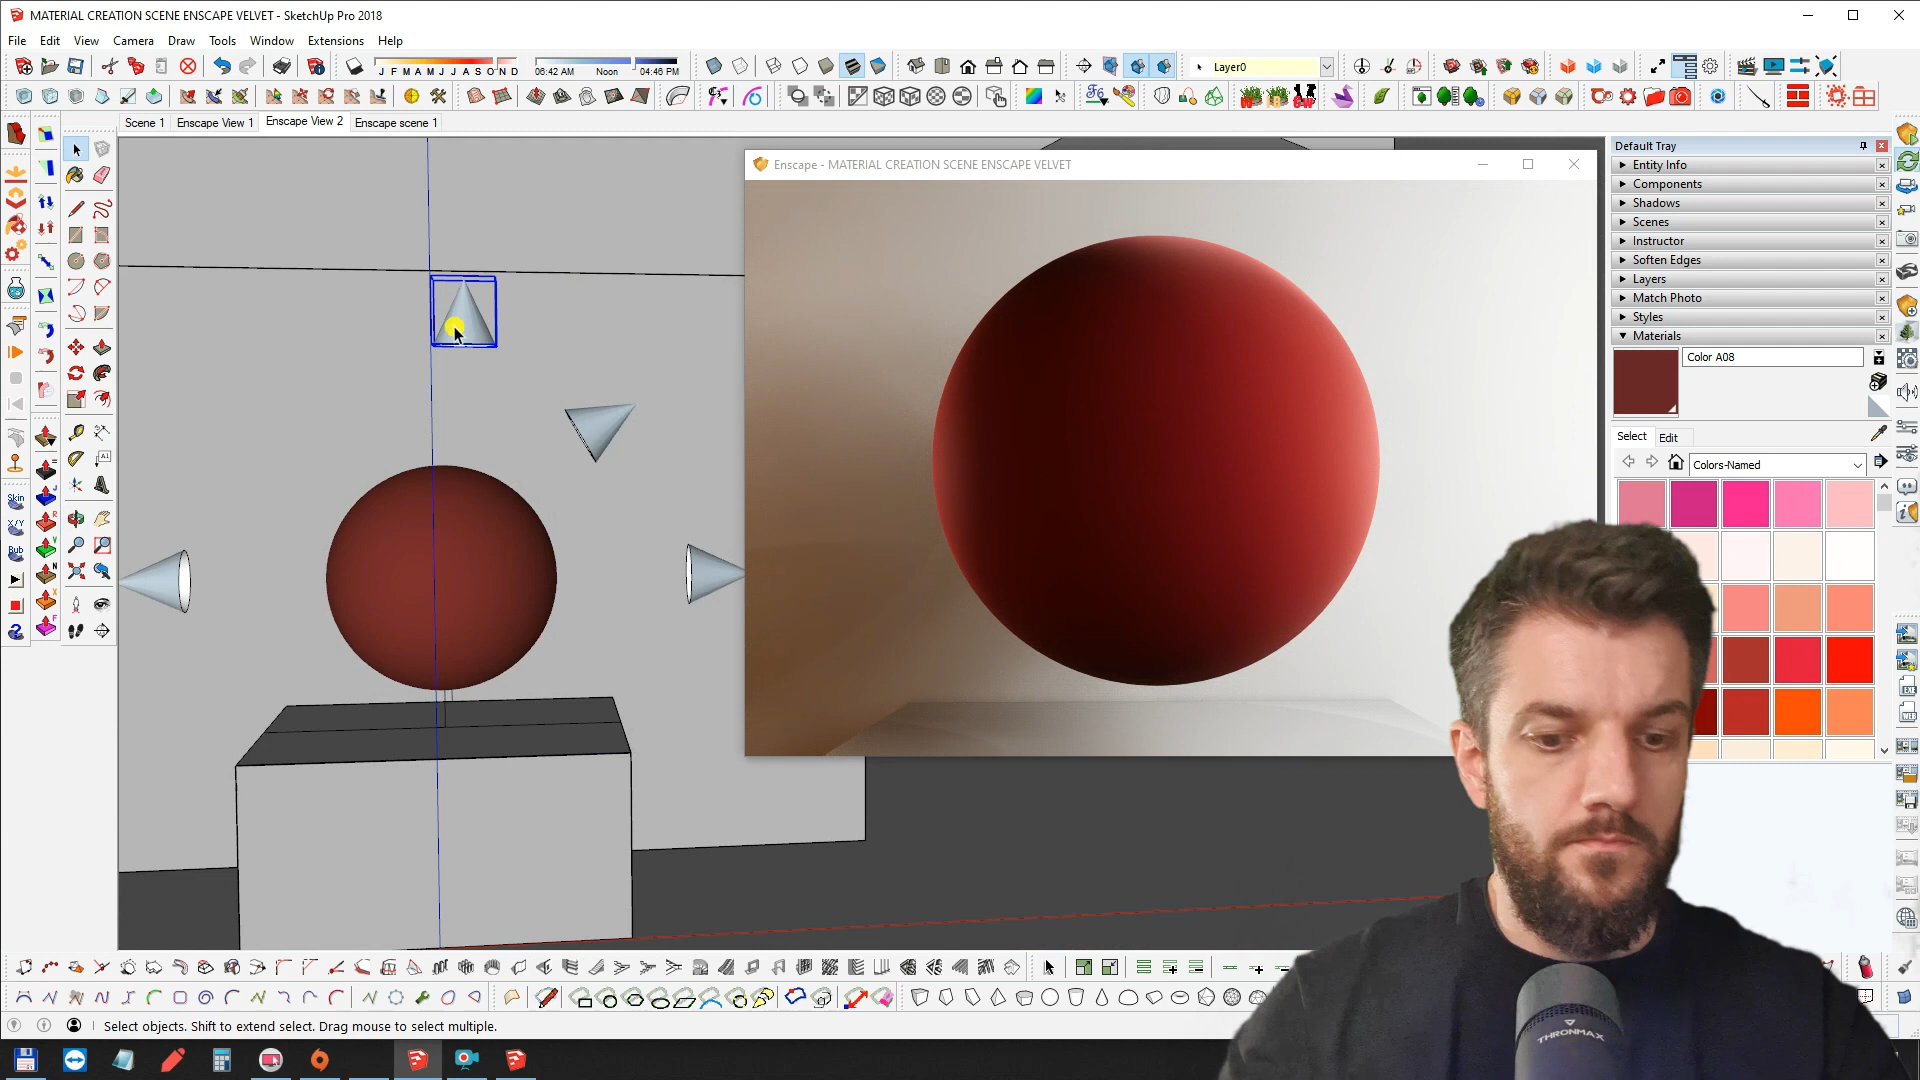 MATERIAL CREATION SCENE ENSCAPE VELVET - SketchUp Pro 2018
File Edit View Camera Draw Tools Window Extensions Help
J F M A M J J A S O N D
06:42 AM Noon 04:46 PM
Layer0
Scene 1 Enscape View 1 Enscape View 2 Enscape scene 1
Enscape - MATERIAL CREATION SCENE ENSCAPE VELVET
Default Tray
Entity Info
Components
Shadows
Scenes
Instructor
Soften Edges
Layers
Match Photo
Styles
Materials
Color A08
Select Edit
Colors-Named
Skin
X/Y
Bub
Select objects. Shift to extend select. Drag mouse to select multiple.
THRONMAX